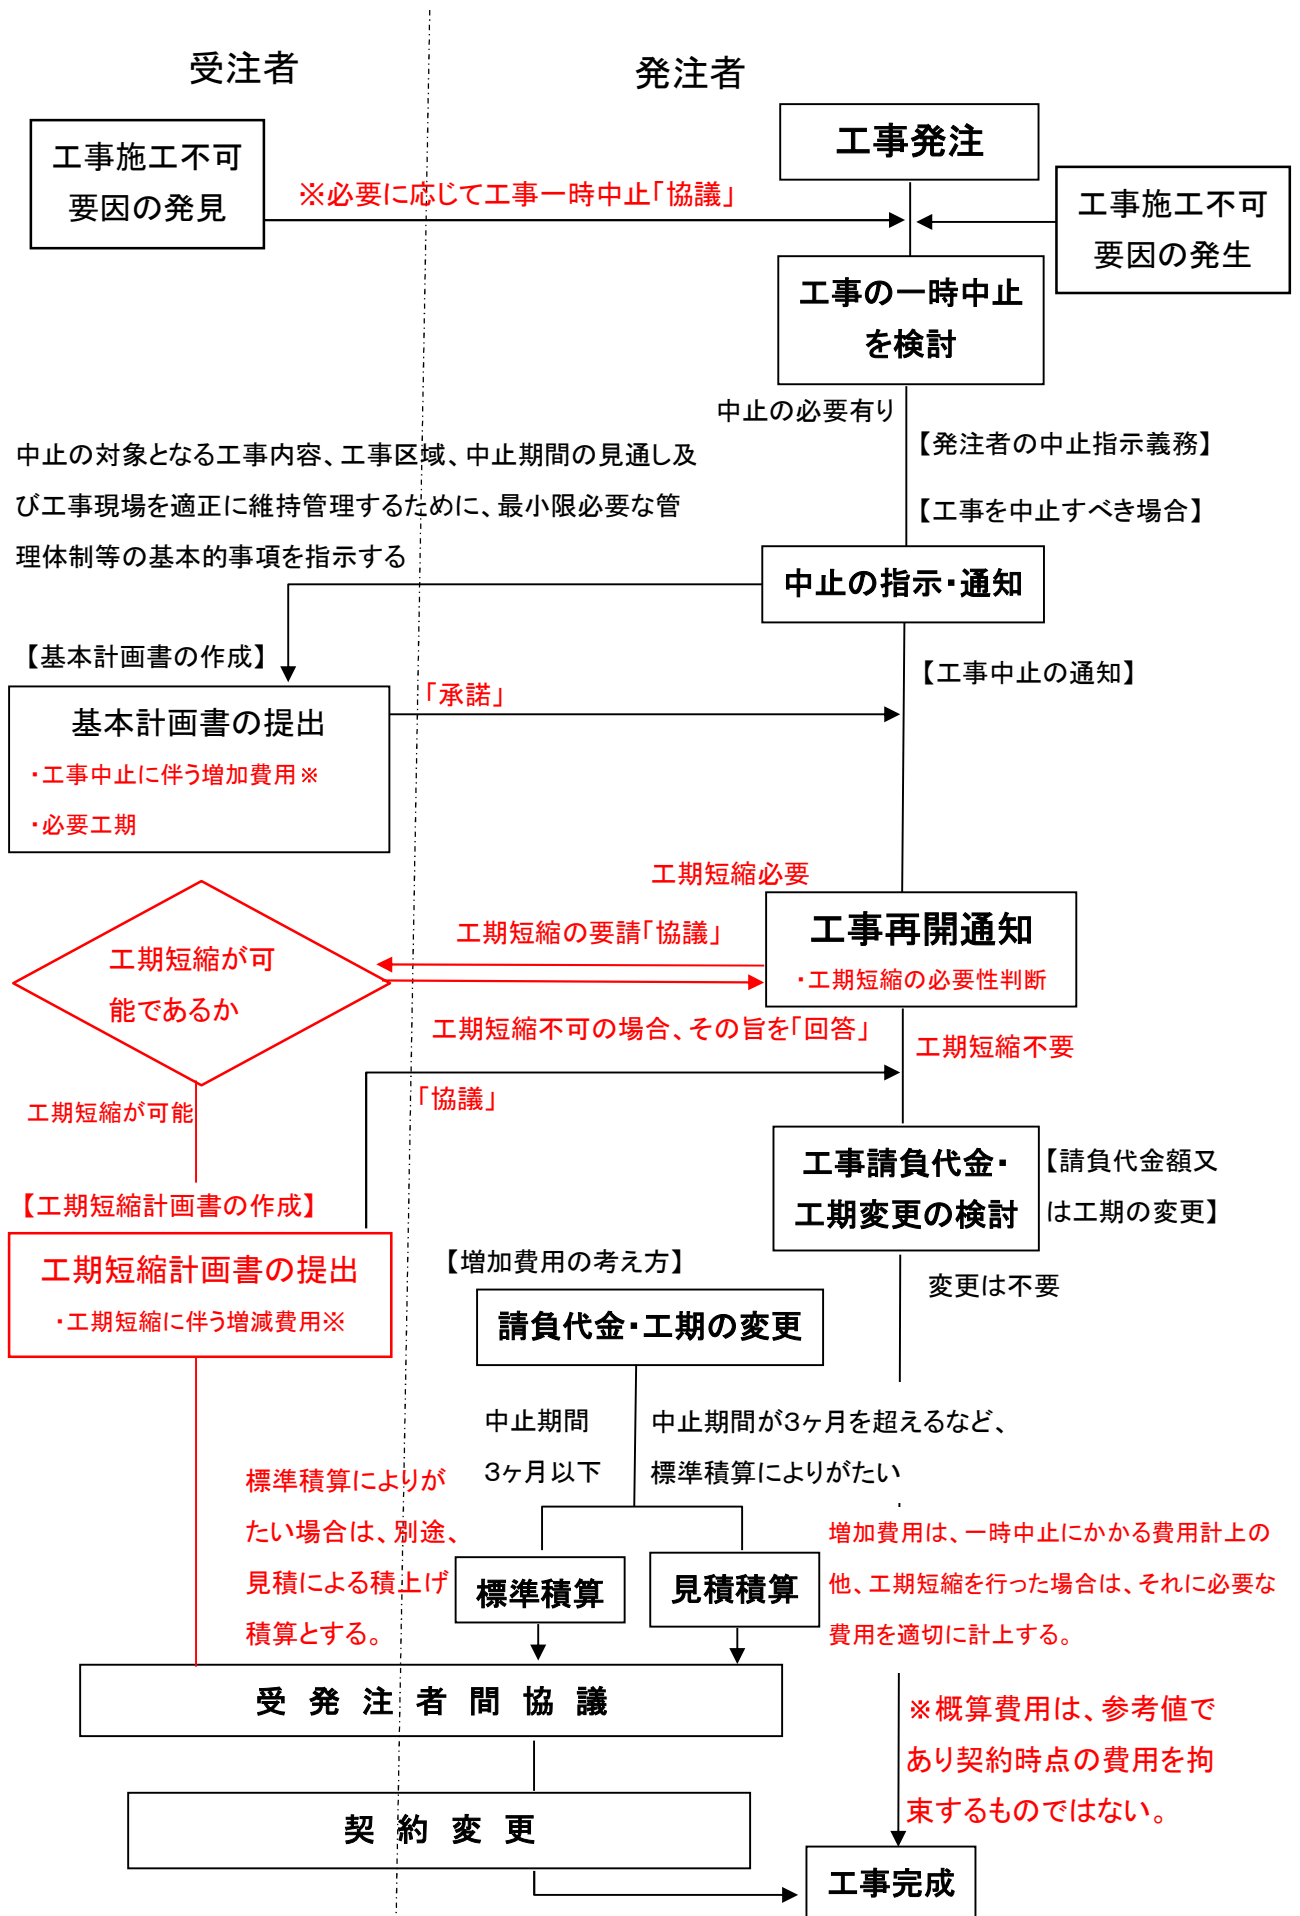 受注者
発注者
工事発注
工事施工不可
要因の発見
※必要に応じて工事一時中止「協議」
工事施工不可
要因の発生
工事の一時中止
を検討
中止の必要有り
【発注者の中止指示義務】
【工事を中止すべき場合】
中止の対象となる工事内容、工事区域、中止期間の見通し及
び工事現場を適正に維持管理するために、最小限必要な管
理体制等の基本的事項を指示する
中止の指示・通知
【基本計画書の作成】
【工事中止の通知】
「承諾」
基本計画書の提出
・工事中止に伴う増加費用※
・必要工期
工期短縮必要
工事再開通知
・工期短縮の必要性判断
工期短縮の要請「協議」
工期短縮が可
能であるか
工期短縮不可の場合、その旨を「回答」
工期短縮不要
「協議」
工期短縮が可能
工事請負代金・
工期変更の検討
【請負代金額又
は工期の変更】
【工期短縮計画書の作成】
工期短縮計画書の提出
・工期短縮に伴う増減費用※
【増加費用の考え方】
変更は不要
請負代金・工期の変更
中止期間
3ヶ月以下
中止期間が3ヶ月を超えるなど、
標準積算によりがたい
標準積算によりが
たい場合は、別途、
見積による積上げ
積算とする。
標準積算
見積積算
増加費用は、一時中止にかかる費用計上の
他、工期短縮を行った場合は、それに必要な
費用を適切に計上する。
受発注者間協議
※概算費用は、参考値で
あり契約時点の費用を拘
束するものではない。
契約変更
工事完成